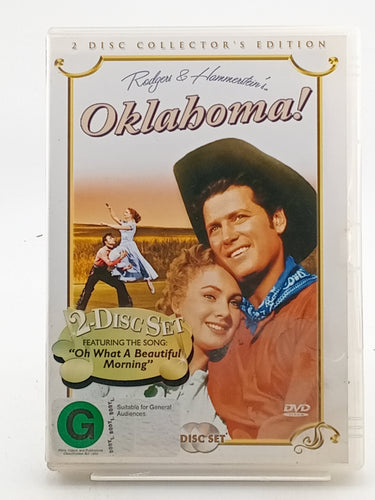 2 DISC COLLECTOR'S EDITION
Rodgers & Hammerstein's
Oklahoma!
2-DISC SET
FEATURING THE SONG:
"Oh What A Beautiful
Morning"
G
Suitable for General
Audiences.
DVD
DISC SET